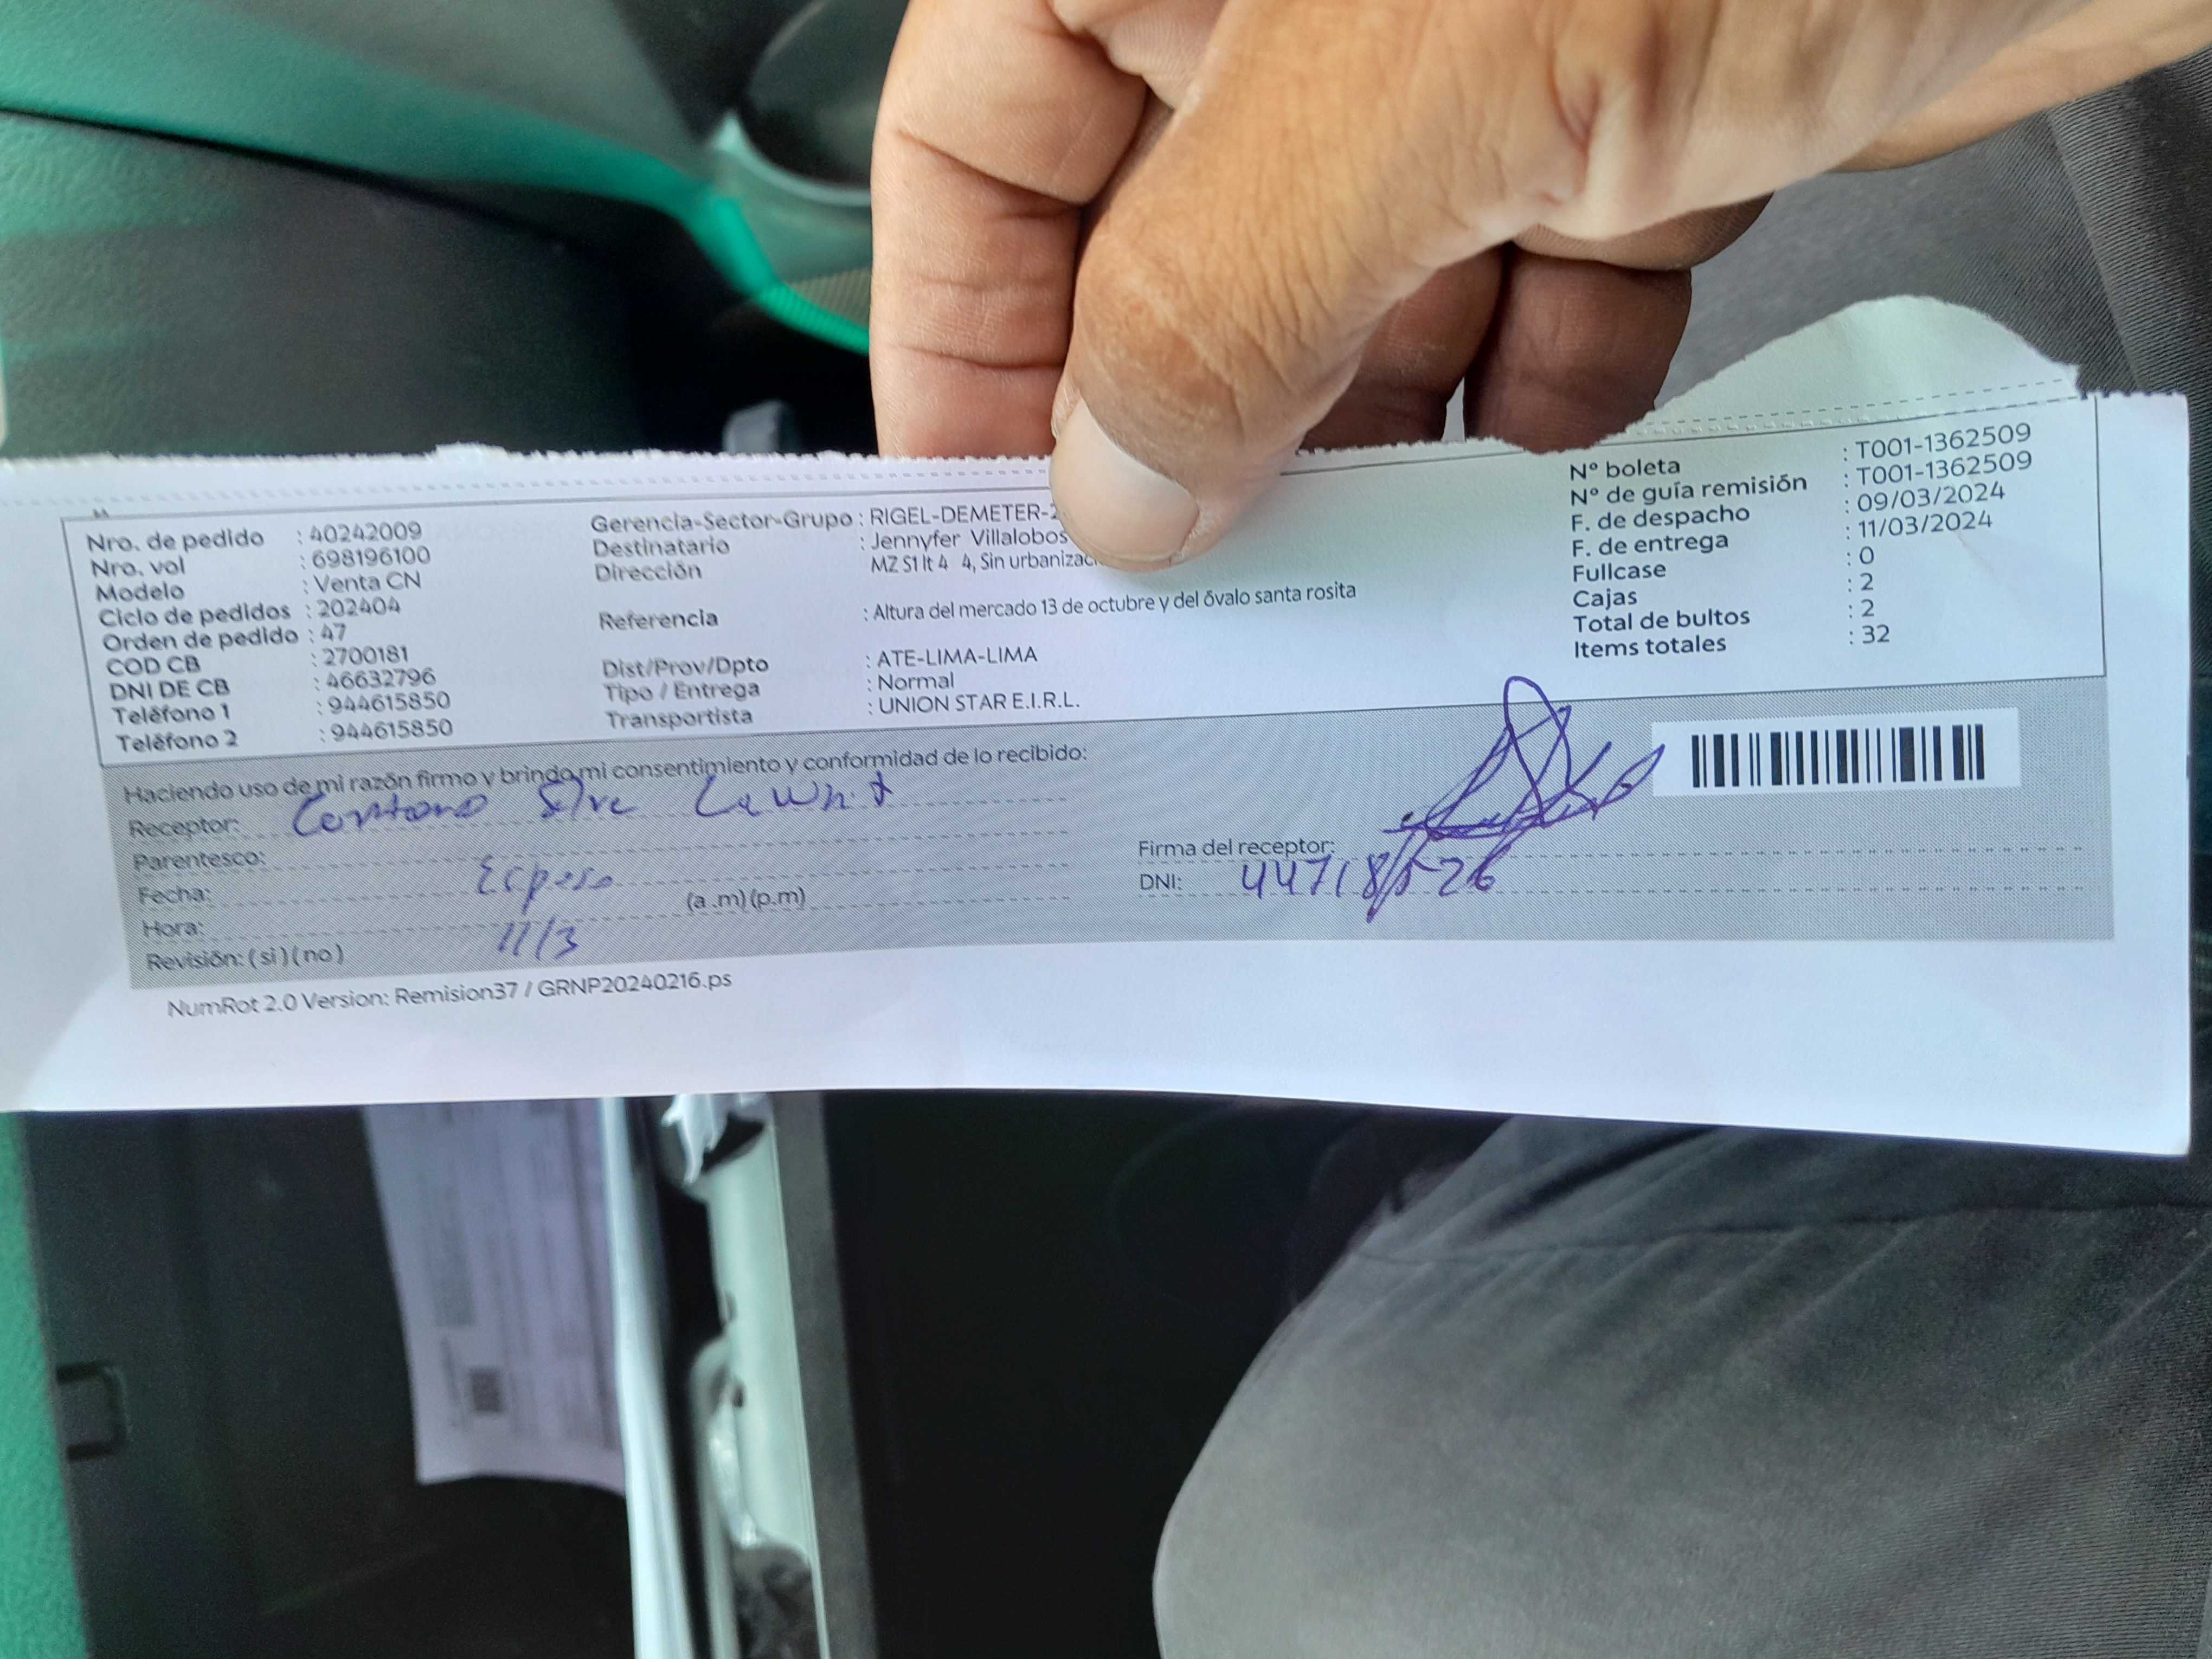 Nro. de pedido : 40242009
Nro. vol : 698196100
Modelo : Venta CN
Ciclo de pedidos : 202404
Orden de pedido : 47
COD CB : 2700181
DNI DE CB : 46632796
Teléfono 1 : 944615850
Teléfono 2 : 944615850
Gerencia-Sector-Grupo : RIGEL-DEMETER-2
Destinatario : Jennyfer Villalobos
Dirección MZ S1 lt 4 4, Sin urbanizac
Referencia : Altura del mercado 13 de octubre y del óvalo santa rosita
Dist/Prov/Dpto : ATE-LIMA-LIMA
Tipo / Entrega : Normal
Transportista : UNION STAR E.I.R.L.
Nº boleta : T001-1362509
Nº de guía remisión : T001-1362509
F. de despacho : 09/03/2024
F. de entrega : 11/03/2024
Fullcase : 0
Cajas : 2
Total de bultos : 2
Items totales : 32
Haciendo uso de mi razón firmo y brindo mi consentimiento y conformidad de lo recibido:
Receptor:
Parentesco:
Esposo
Fecha:
(a .m) (p.m)
Hora:
11/3
Revisión: ( si ) ( no )
Firma del receptor:
DNI:
NumRot 2.0 Version: Remision37 / GRNP20240216.ps